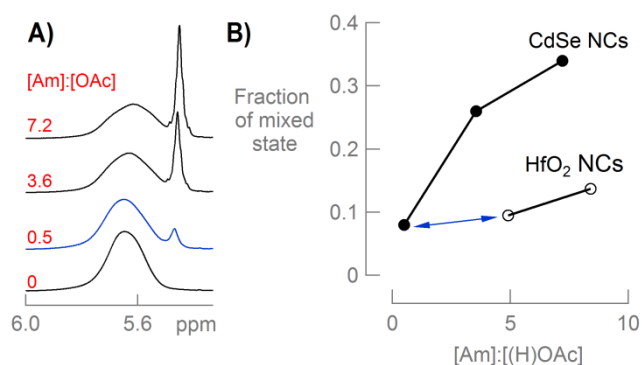 A)
[Am]:[OAc]
7.2
3.6
0.5
0
6.0
5.6
ppm
B)
Fraction
of mixed
state
0.4
0.3
0.2
0.1
0
CdSe NCs
HfO₂ NCs
0
5
10
[Am]:[(H)OAc]